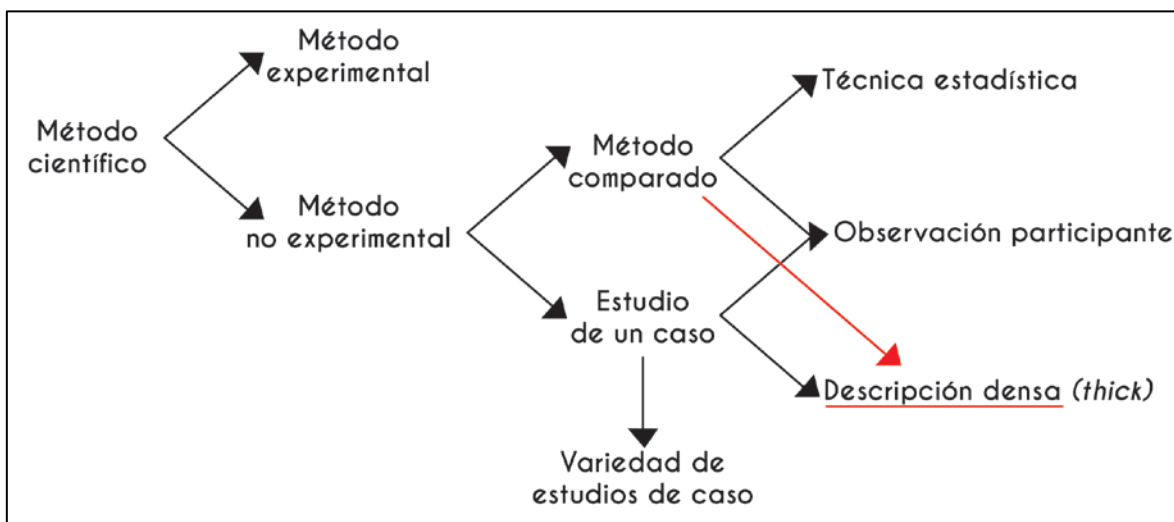 Método
experimental
Técnica estadística
Método
científico
Método
comparado
Método
no experimental
Observación participante
Estudio
de un caso
Descripción densa (thick)
Variedad de
estudios de caso